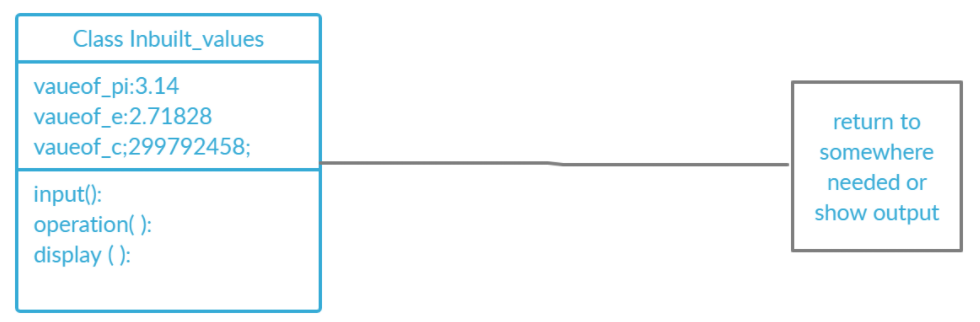 Class Inbuilt_values
vaueof_pi:3.14
vaueof_e:2.71828
vaueof_c;299792458;
input():
operation( ):
display ( ):
return to
somewhere
needed or
show output